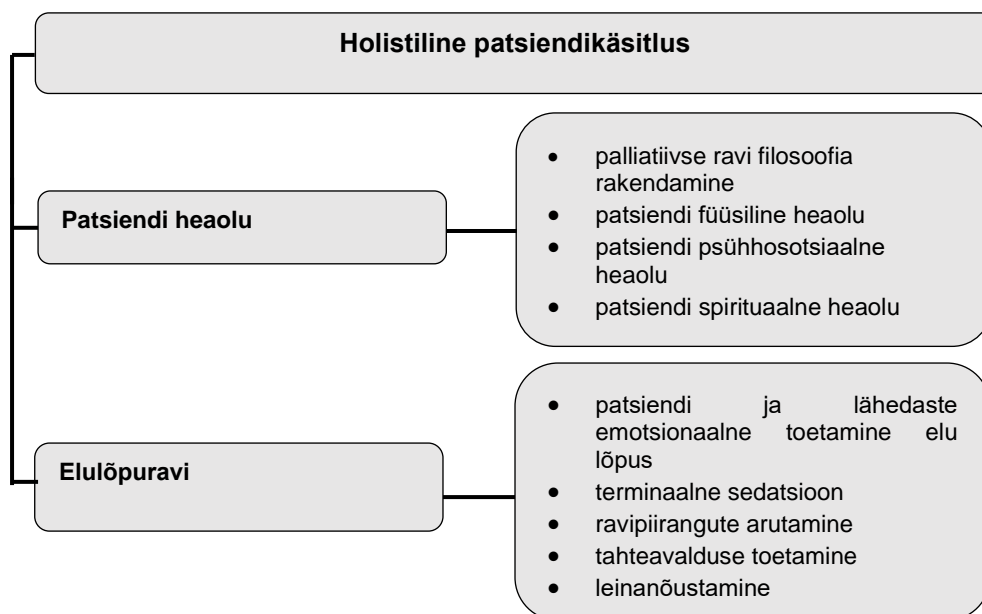 Holistiline patsiendikäsitlus
Patsiendi heaolu
• palliatiivse ravi filosoofia
rakendamine
• patsiendi füüsiline heaolu
• patsiendi psühhosotsiaalne
heaolu
• patsiendi spirituaalne heaolu
Elulõpuravi
• patsiendi ja lähedaste
emotsionaalne toetamine elu
lõpus
• terminaalne sedatsioon
• ravipiirangute arutamine
• tahteavalduse toetamine
• leinanõustamine